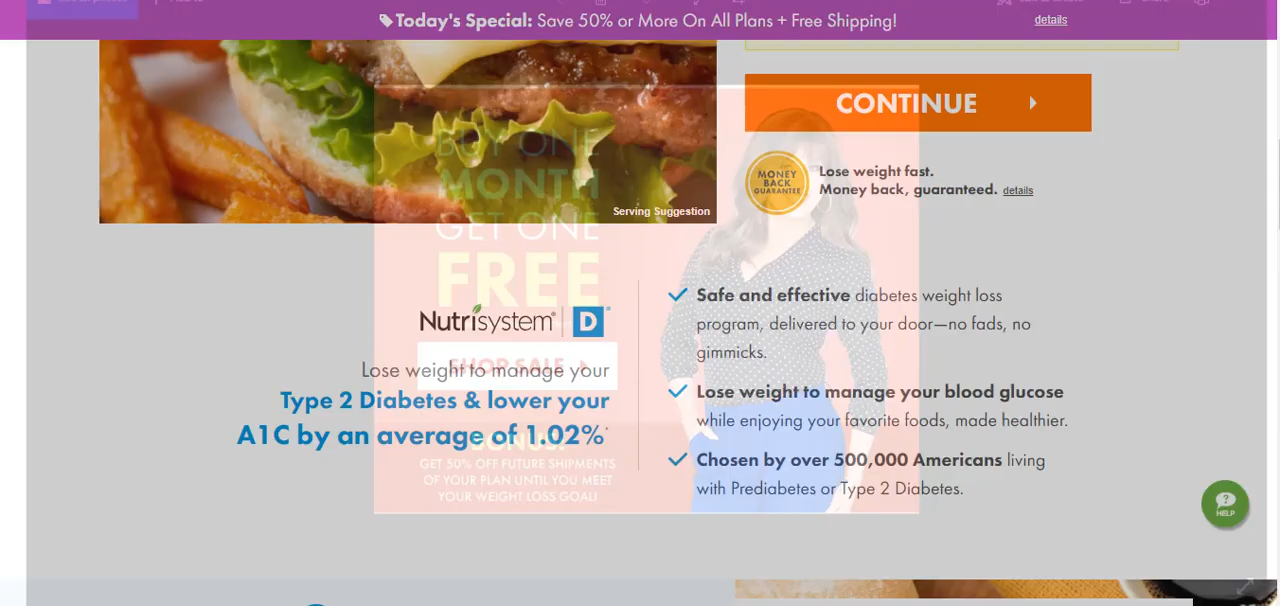 Today's Special: Save 50% or More On All Plans + Free Shipping!
details
CONTINUE
MONEY
BACK
GUARANTEE
Lose weight fast.
Money back, guaranteed. details
Serving Suggestion
BUY ONE
MONTH
GET ONE
FREE
SHOP SALE
BONUS:
GET 50% OFF FUTURE SHIPMENTS
OF YOUR PLAN UNTIL YOU MEET
YOUR WEIGHT LOSS GOAL!
Nutrisystem® D®
Lose weight to manage your
Type 2 Diabetes & lower your
A1C by an average of 1.02%*
Safe and effective diabetes weight loss
program, delivered to your door—no fads, no
gimmicks.
Lose weight to manage your blood glucose
while enjoying your favorite foods, made healthier.
Chosen by over 500,000 Americans living
with Prediabetes or Type 2 Diabetes.
HELP